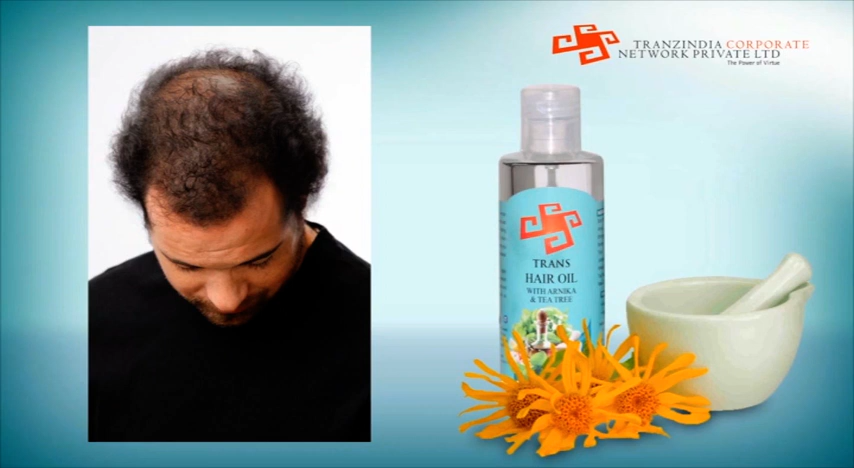 TRANZINDIA CORPORATE
NETWORK PRIVATE LTD
The Power of Virtue
TRANS
HAIR OIL
WITH ARNIKA
& TEA TREE